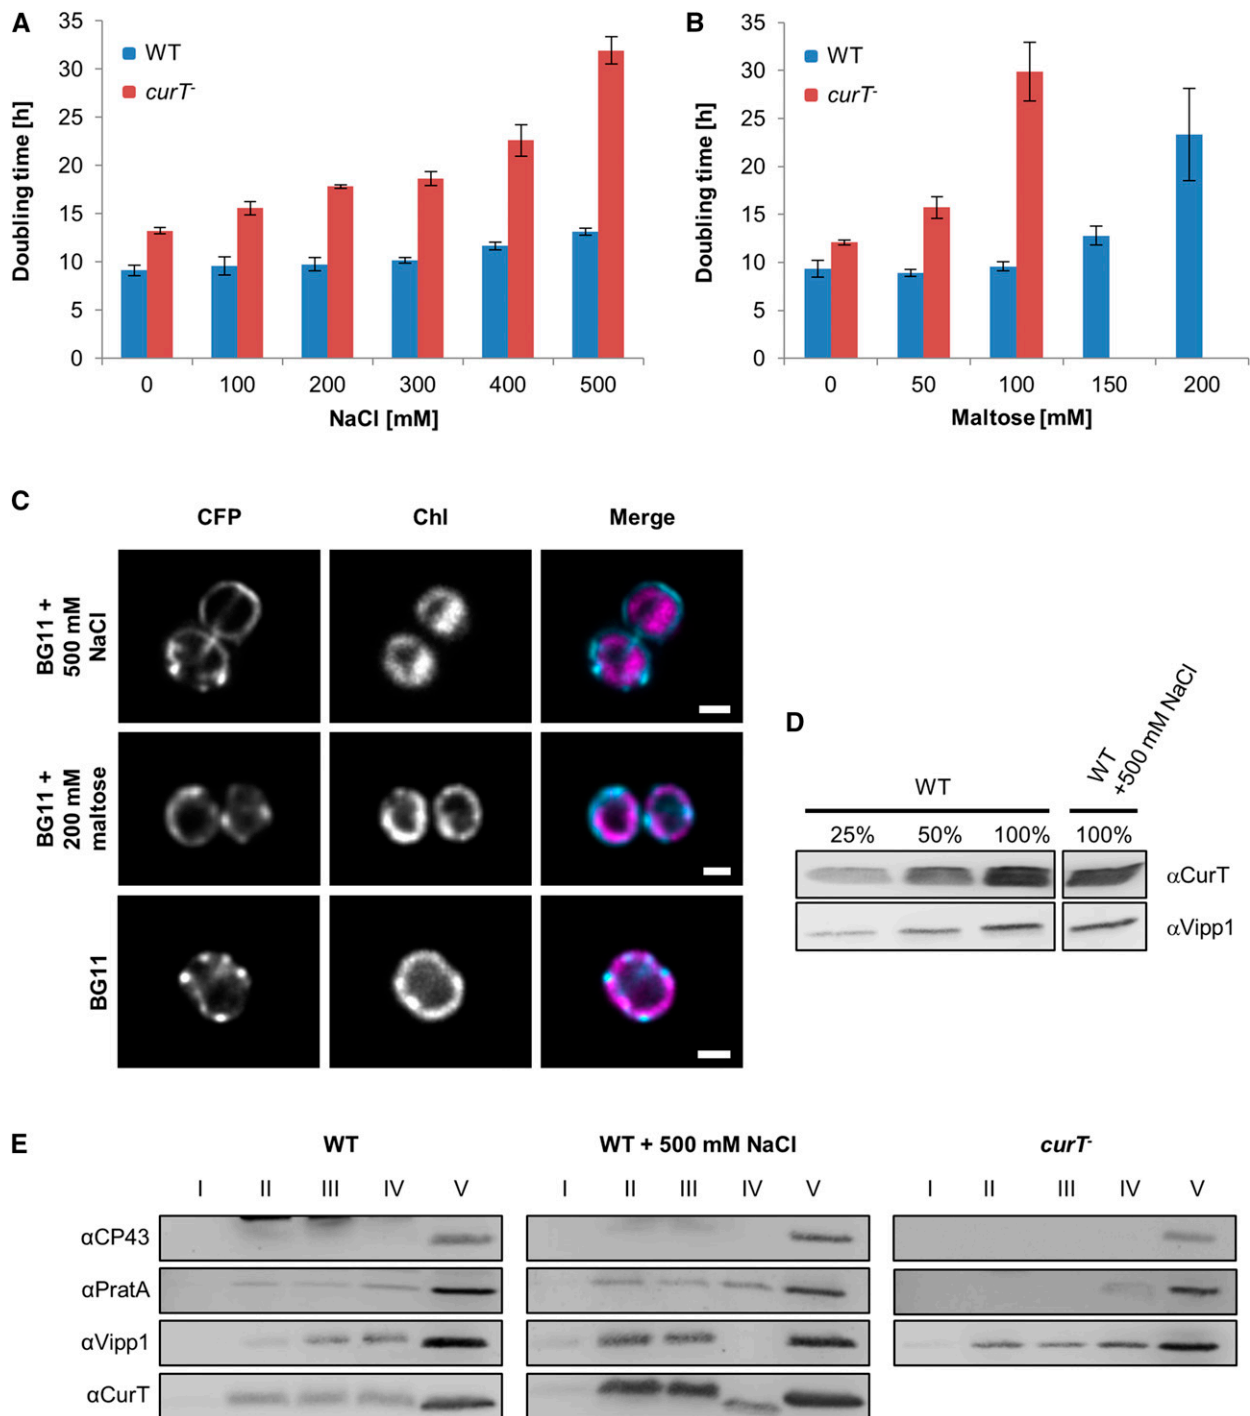 A
Doubling time [h]
35
30
25
20
15
10
5
0
WT
curT-
0 100 200 300 400 500
NaCl [mM]
B
Doubling time [h]
35
30
25
20
15
10
5
0
WT
curT-
0 50 100 150 200
Maltose [mM]
C
CFP Chl Merge
BG11 +
500 mM
NaCl
BG11 +
200 mM
maltose
BG11
D
WT
WT
+500 mM NaCl
25% 50% 100% 100%
αCurT
αVipp1
E
WT WT + 500 mM NaCl curT-
I II III IV V I II III IV V I II III IV V
αCP43
αPratA
αVipp1
αCurT